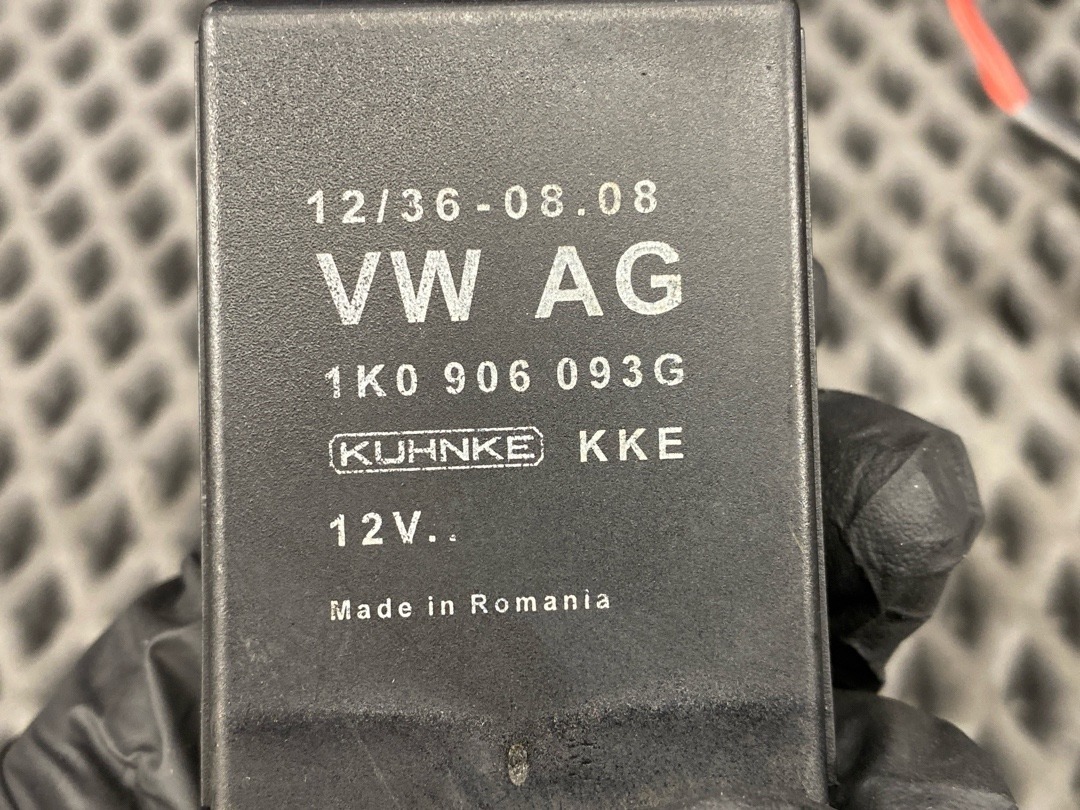 12/36-08.08
VW AG
1K0 906 093G
KUHNKE KKE
12V..
Made in Romania